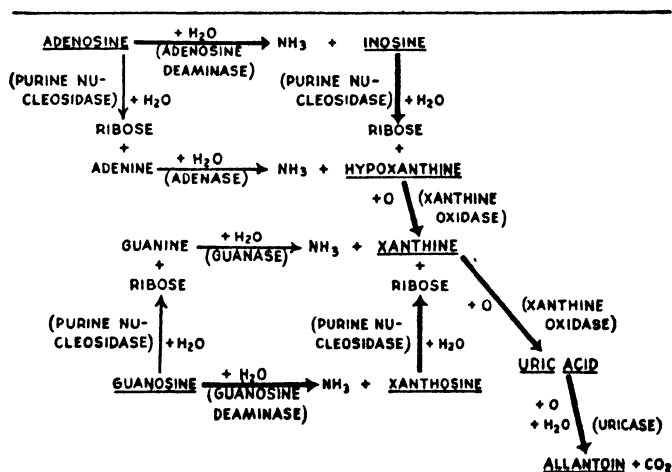 + H2O
ADENOSINE NH3 + INOSINE
(ADENOSINE
DEAMINASE)
(PURINE NU- (PURINE NU-
CLEOSIDASE) + H2O CLEOSIDASE) + H2O
RIBOSE RIBOSE
+ +
+ H2O
ADENINE NH3 + HYPOXANTHINE
(ADENASE)
+O (XANTHINE
OXIDASE)
+ H2O
GUANINE NH3 + XANTHINE
(GUANASE)
+ +
RIBOSE RIBOSE
+ O (XANTHINE
OXIDASE)
(PURINE NU- (PURINE NU-
CLEOSIDASE) + H2O CLEOSIDASE) + H2O
URIC ACID
+ H2O
GUANOSINE NH3 + XANTHOSINE
(GUANOSINE
DEAMINASE)
+ O
+ H2O (URICASE)
ALLANTOIN + CO2